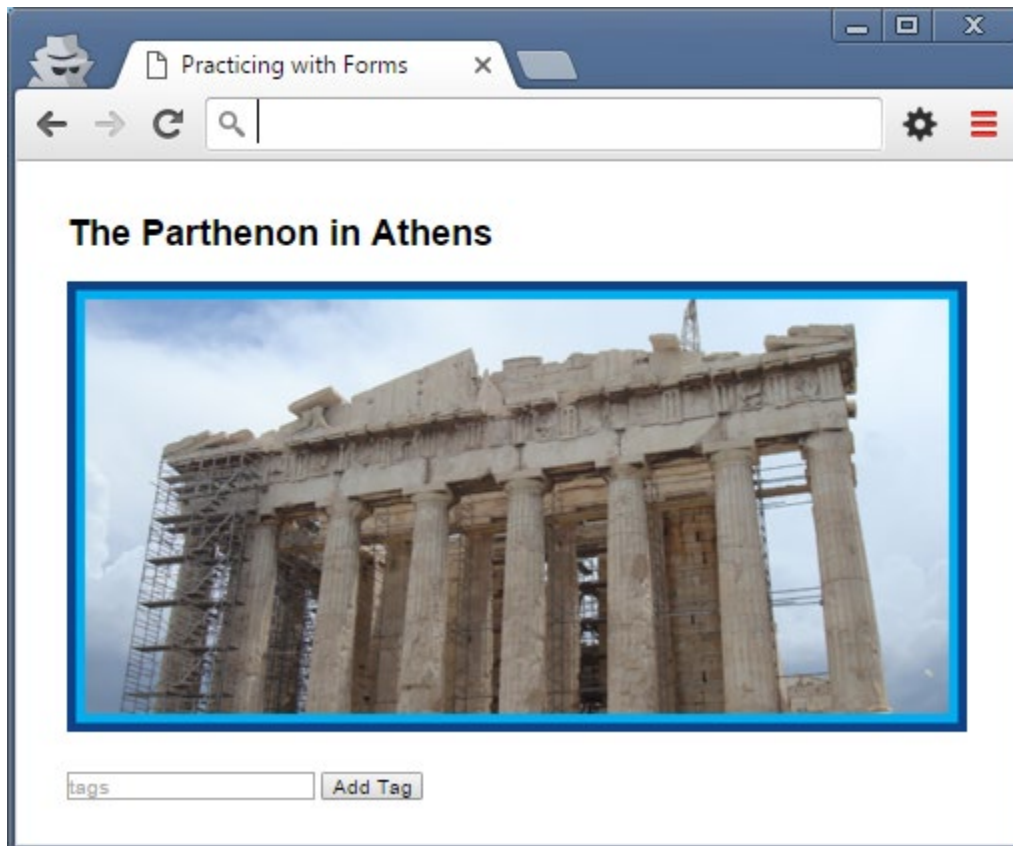 Practicing with Forms
The Parthenon in Athens
tags Add Tag